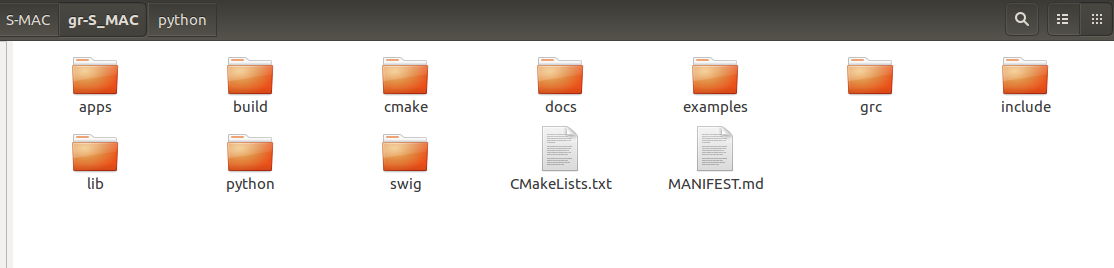 S-MAC gr-S_MAC python
apps build cmake docs examples grc include
lib python swig CMakeLists.txt MANIFEST.md